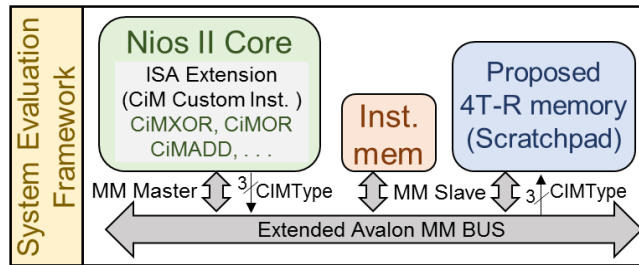 System Evaluation
Framework
Nios II Core
ISA Extension
(CiM Custom Inst. )
CiMXOR, CiMOR
CiMADD, . . .
Inst.
mem
Proposed
4T-R memory
(Scratchpad)
MM Master
3
CIMType
MM Slave
3
CIMType
Extended Avalon MM BUS